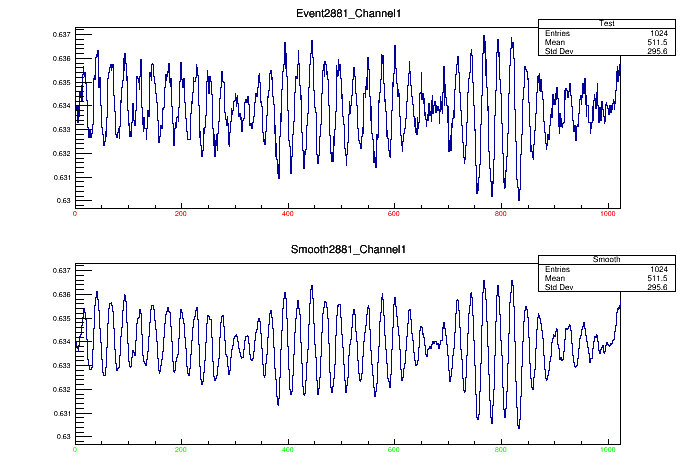 Event2881_Channel1
Test
Entries 1024
Mean 511.5
Std Dev 295.6
0.637
0.636
0.635
0.634
0.633
0.632
0.631
0.63
0 200 400 600 800 1000
Smooth2881_Channel1
Smooth
Entries 1024
Mean 511.5
Std Dev 295.6
0.637
0.636
0.635
0.634
0.633
0.632
0.631
0.63
0 200 400 600 800 1000